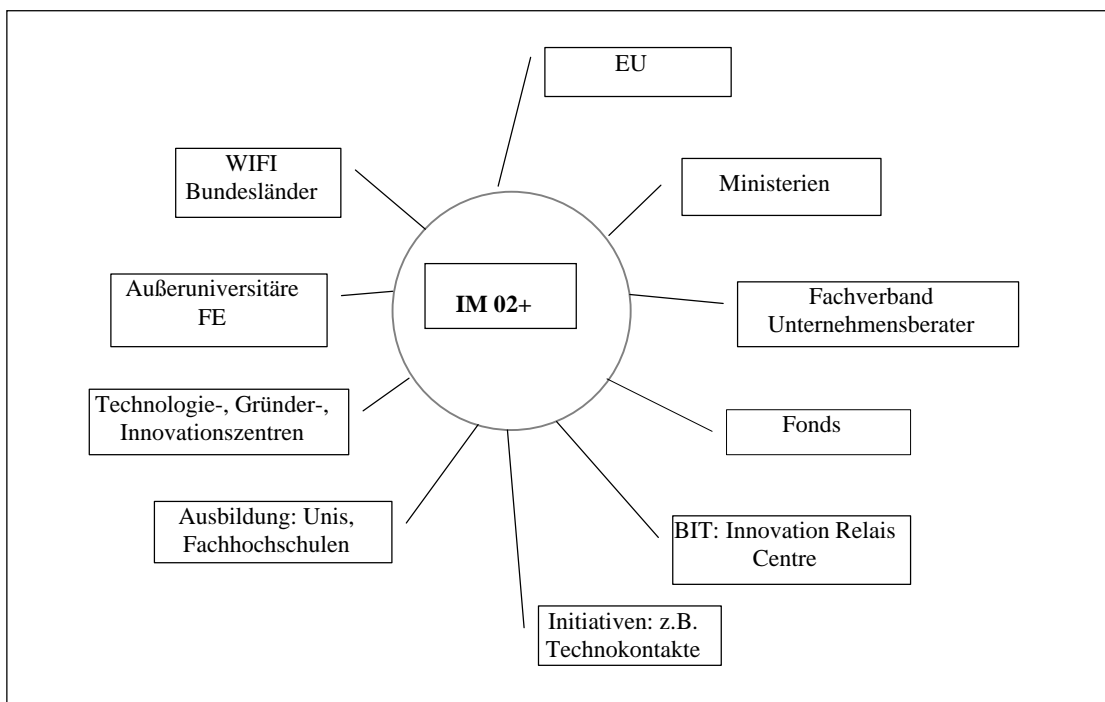 EU
WIFI
Bundesländer
Ministerien
Außeruniversitäre
FE
IM 02+
Fachverband
Unternehmensberater
Technologie-, Gründer-,
Innovationszentren
Fonds
Ausbildung: Unis,
Fachhochschulen
BIT: Innovation Relais
Centre
Initiativen: z.B.
Technokontakte